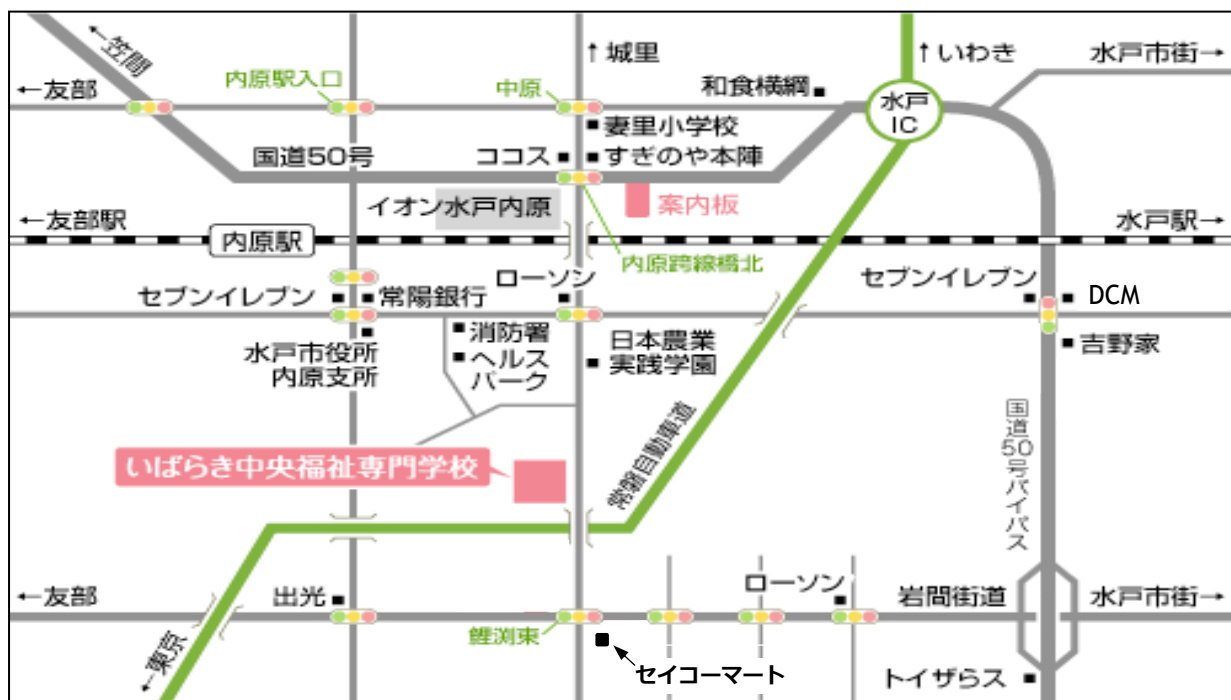 ←笠間
↑城里
↑いわき
水戸市街→
←友部
内原駅入口
中原
和食横綱
水戸
IC
妻里小学校
国道50号
ココス
すぎのや本陣
イオン水戸内原
案内板
←友部駅
水戸駅→
内原駅
内原跨線橋北
ローソン
セブンイレブン
常陽銀行
セブンイレブン
DCM
水戸市役所
内原支所
消防署
ヘルス
パーク
日本農業
実践学園
吉野家
国道50号バイパス
常磐自動車道
いばらき中央福祉専門学校
←友部
出光
ローソン
岩間街道
水戸市街→
鯉渕東
←東京
セイコーマート
トイザらス